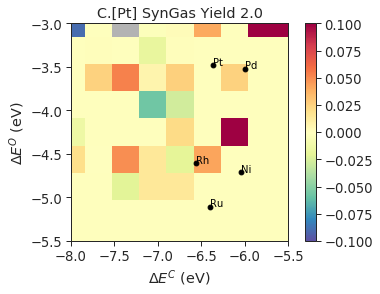 C.[Pt] SynGas Yield 2.0
−3.0
−3.5
−4.0
−4.5
−5.0
−5.5
ΔE^O (eV)
Pt
Pd
Rh
Ni
Ru
−8.0 −7.5 −7.0 −6.5 −6.0 −5.5
ΔE^C (eV)
0.100
0.075
0.050
0.025
0.000
−0.025
−0.050
−0.075
−0.100